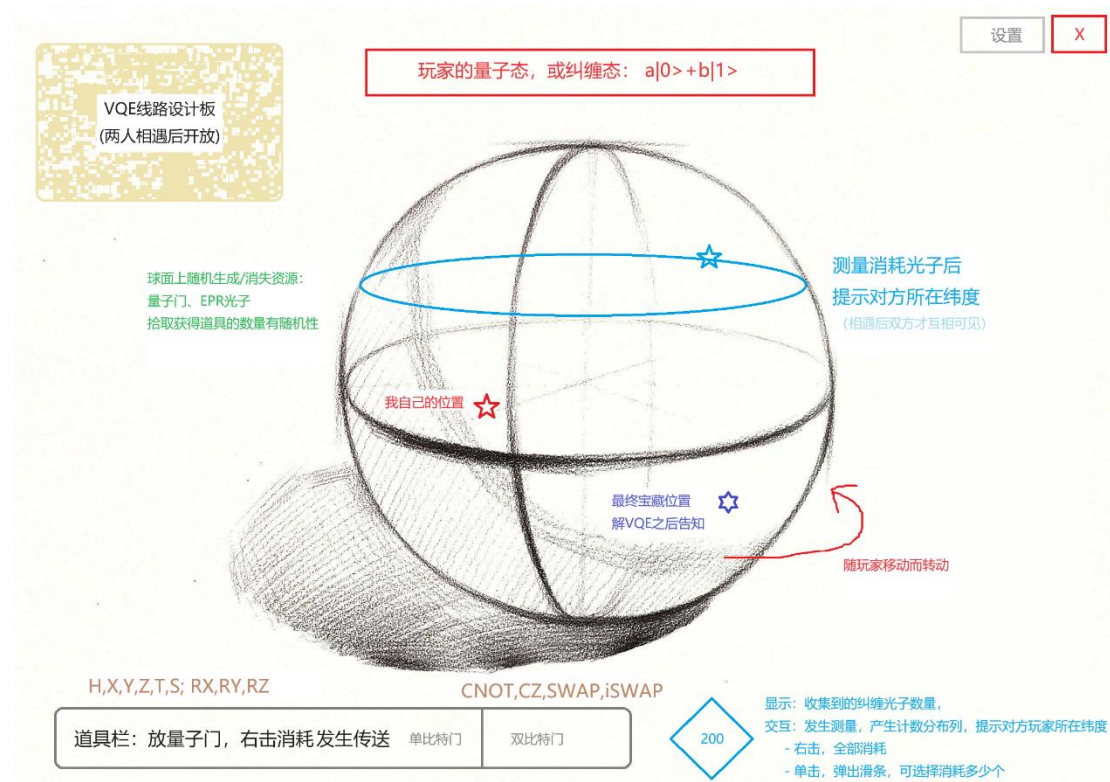 设置
X
玩家的量子态，或纠缠态： a|0>+b|1>
VQE线路设计板
(两人相遇后开放)
球面上随机生成/消失资源：
量子门、EPR光子
拾取获得道具的数量有随机性
测量消耗光子后
提示对方所在纬度
（相遇后双方才互相可见）
我自己的位置
最终宝藏位置
解VQE之后告知
随玩家移动而转动
H,X,Y,Z,T,S; RX,RY,RZ
CNOT,CZ,SWAP,iSWAP
道具栏：放量子门，右击消耗发生传送
单比特门
双比特门
200
显示：收集到的纠缠光子数量，
交互：发生测量，产生计数分布列，提示对方玩家所在纬度
- 右击，全部消耗
- 单击，弹出滑条，可选择消耗多少个